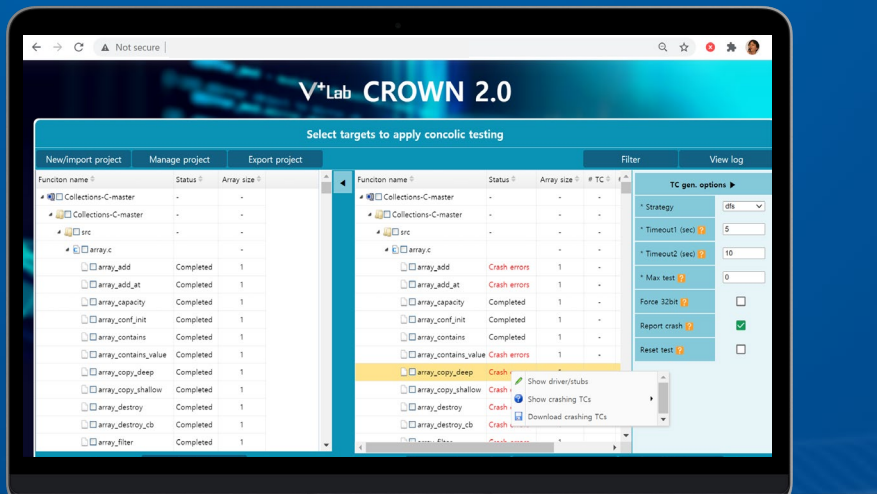 Not secure
V+Lab CROWN 2.0
Select targets to apply concolic testing
New/import project Manage project Export project Filter View log
Funciton name Status Array size
Collections-C-master - -
Collections-C-master - -
src - -
array.c - -
array_add Completed 1
array_add_at Completed 1
array_capacity Completed 1
array_conf_init Completed 1
array_contains Completed 1
array_contains_value Completed 1
array_copy_deep Completed 1
array_copy_shallow Completed 1
array_destroy Completed 1
array_destroy_cb Completed 1
array_filter Completed 1
Funciton name Status Array size # TC
Collections-C-master - - -
Collections-C-master - - -
src - - -
array.c - -
array_add Crash errors 1 -
array_add_at Crash errors 1 -
array_capacity Completed 1 -
array_conf_init Completed 1 -
array_contains Completed 1 -
array_contains_value Crash errors 1 -
array_copy_deep Crash
array_copy_shallow Crash
array_destroy Crash
array_destroy_cb Crash
Show driver/stubs
Show crashing TCs
Download crashing TCs
TC gen. options
* Strategy dfs
* Timeout1 (sec) ? 5
* Timeout2 (sec) ? 10
* Max test ? 0
Force 32bit ?
Report crash ?
Reset test ?